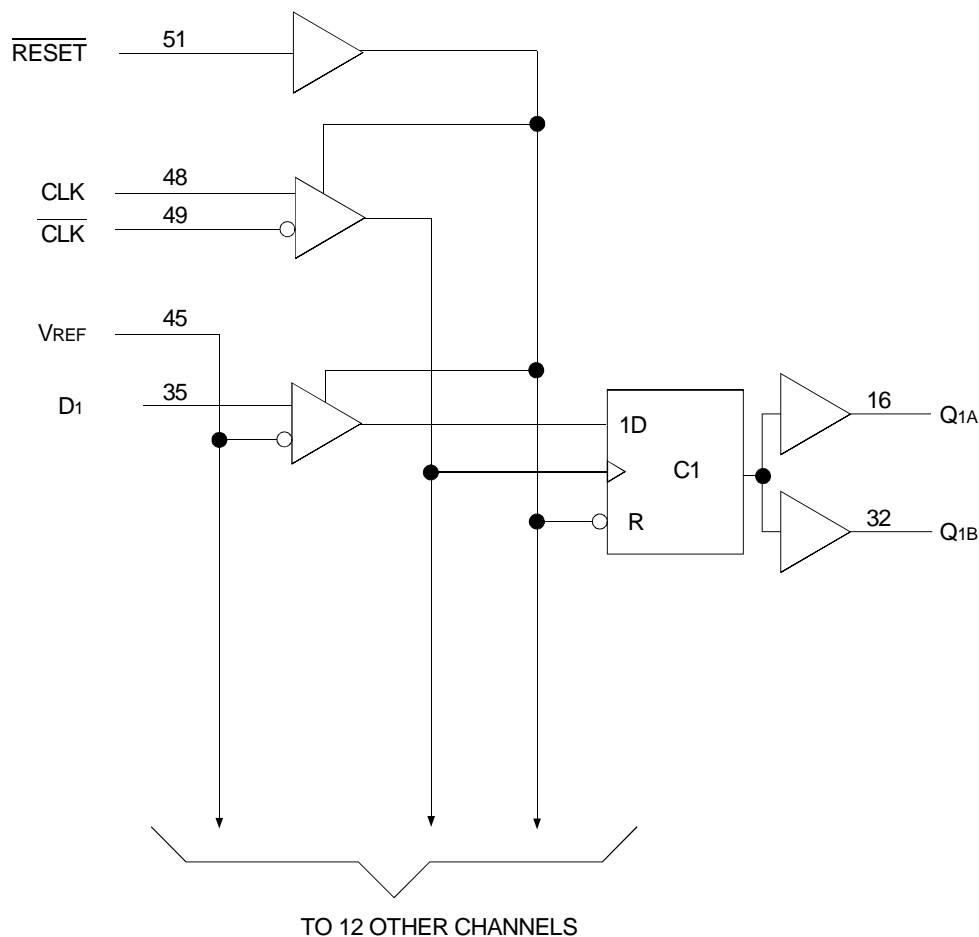 RESET 51
CLK 48
CLK 49
VREF 45
D1 35
1D
C1
R
16 Q1A
32 Q1B
TO 12 OTHER CHANNELS